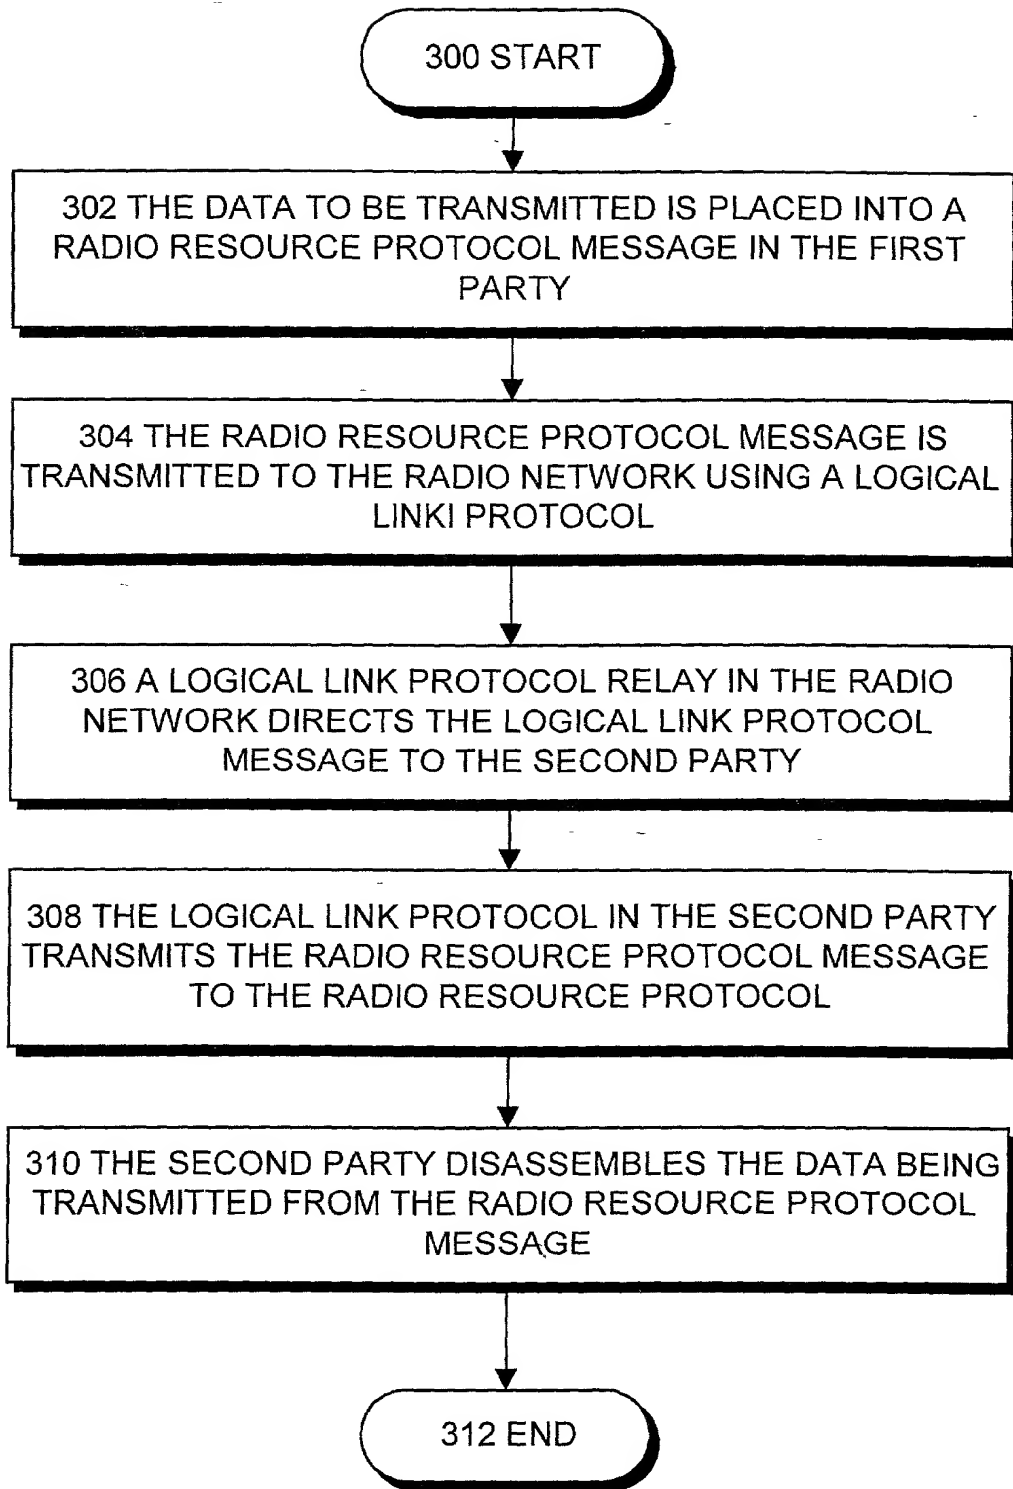 300 START
302 THE DATA TO BE TRANSMITTED IS PLACED INTO A
RADIO RESOURCE PROTOCOL MESSAGE IN THE FIRST
PARTY
304 THE RADIO RESOURCE PROTOCOL MESSAGE IS
TRANSMITTED TO THE RADIO NETWORK USING A LOGICAL
LINKI PROTOCOL
306 A LOGICAL LINK PROTOCOL RELAY IN THE RADIO
NETWORK DIRECTS THE LOGICAL LINK PROTOCOL
MESSAGE TO THE SECOND PARTY
308 THE LOGICAL LINK PROTOCOL IN THE SECOND PARTY
TRANSMITS THE RADIO RESOURCE PROTOCOL MESSAGE
TO THE RADIO RESOURCE PROTOCOL
310 THE SECOND PARTY DISASSEMBLES THE DATA BEING
TRANSMITTED FROM THE RADIO RESOURCE PROTOCOL
MESSAGE
312 END